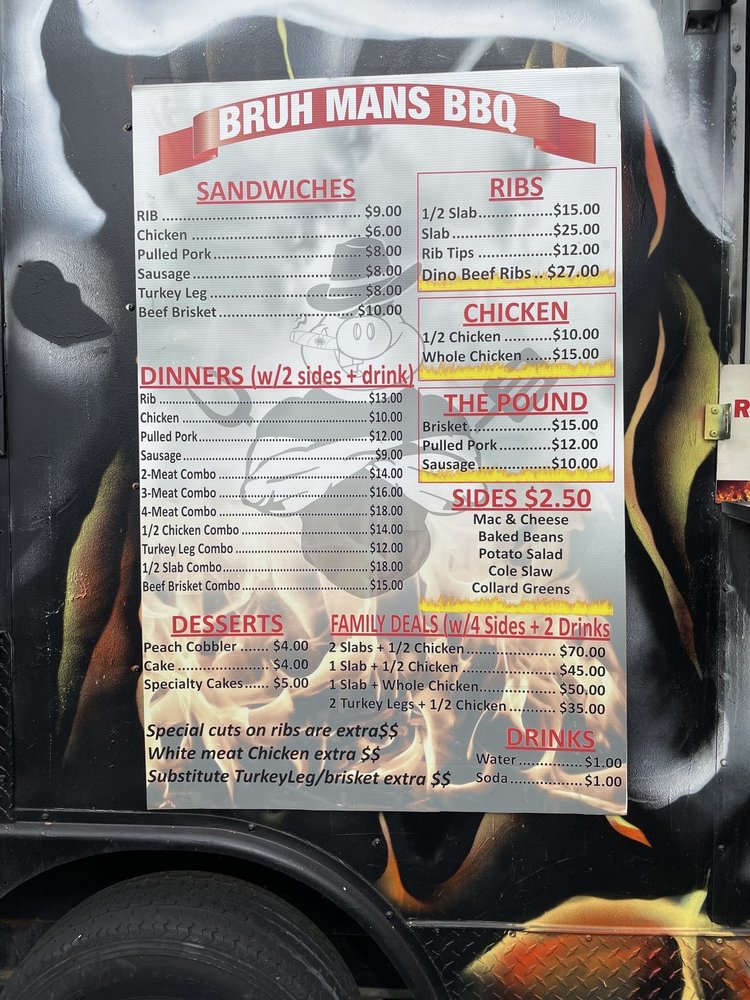 BRUH MANS BBQ
SANDWICHES
RIB ........ $9.00
Chicken ........ $6.00
Pulled Pork ........ $8.00
Sausage ........ $8.00
Turkey Leg ........ $8.00
Beef Brisket ........ $10.00
DINNERS (w/2 sides + drink)
Rib ........ $13.00
Chicken ........ $10.00
Pulled Pork ........ $12.00
Sausage ........ $9.00
2-Meat Combo ........ $14.00
3-Meat Combo ........ $16.00
4-Meat Combo ........ $18.00
1/2 Chicken Combo ........ $14.00
Turkey Leg Combo ........ $12.00
1/2 Slab Combo ........ $18.00
Beef Brisket Combo ........ $15.00
RIBS
1/2 Slab ........ $15.00
Slab ........ $25.00
Rib Tips ........ $12.00
Dino Beef Ribs .. $27.00
CHICKEN
1/2 Chicken ........ $10.00
Whole Chicken ...... $15.00
THE POUND
Brisket ........ $15.00
Pulled Pork ........ $12.00
Sausage ........ $10.00
SIDES $2.50
Mac & Cheese
Baked Beans
Potato Salad
Cole Slaw
Collard Greens
DESSERTS
Peach Cobbler ....... $4.00
Cake ........ $4.00
Specialty Cakes ...... $5.00
FAMILY DEALS (w/4 Sides + 2 Drinks
2 Slabs + 1/2 Chicken ........ $70.00
1 Slab + 1/2 Chicken ........ $45.00
1 Slab + Whole Chicken ........ $50,00
2 Turkey Legs + 1/2 Chicken ........ $35.00
Special cuts on ribs are extra$$
White meat Chicken extra $$
Substitute TurkeyLeg/brisket extra $$
DRINKS
Water ........ $1.00
Soda ........ $1.00
R